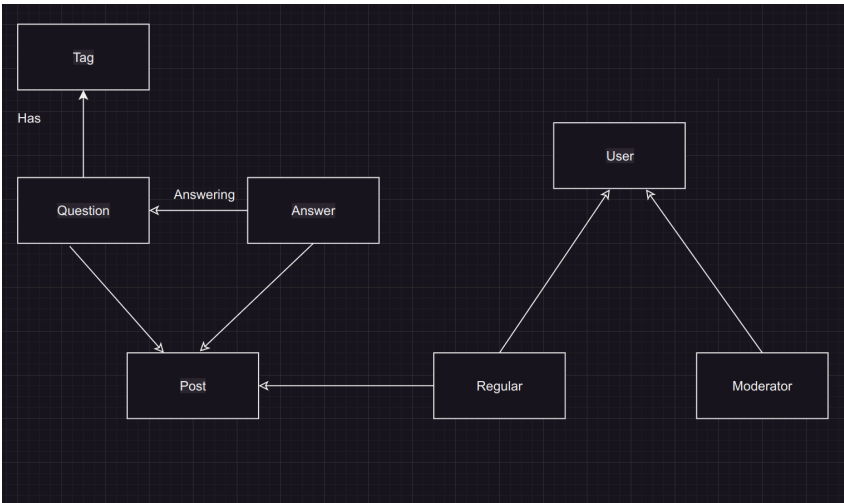 Tag
Has
User
Question
Answering
Answer
Post
Regular
Moderator